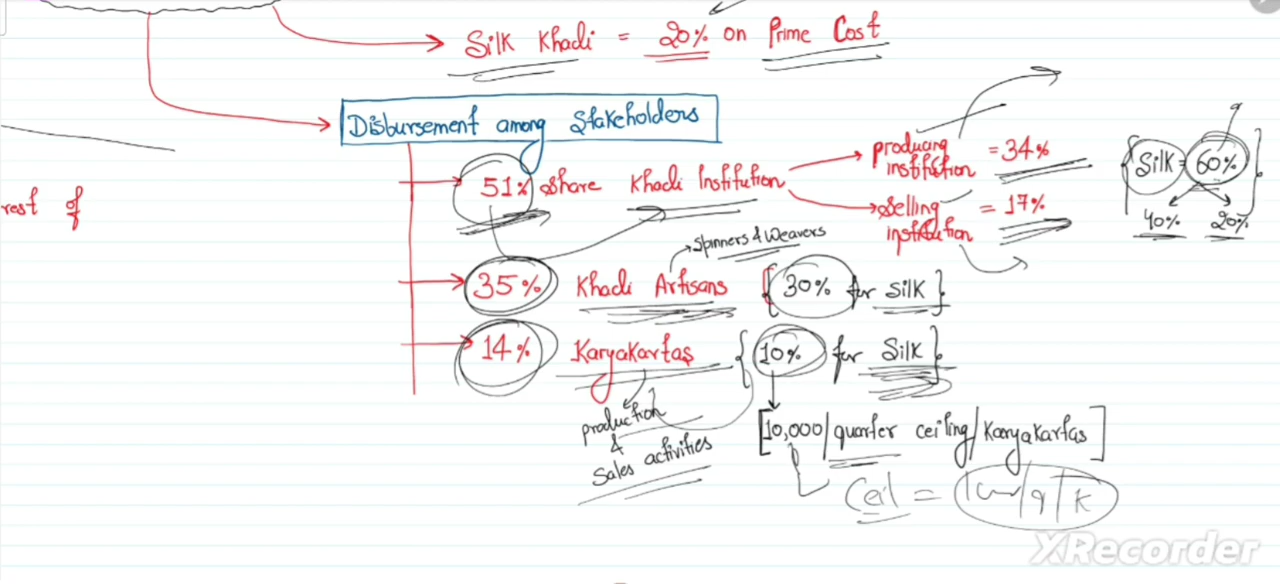 Silk Khadi = 20% on Prime Cost
Disbursement among Stakeholders
51% Share Khadi Institution
producing institution = 34%
Selling institution = 17%
{Silk = 60%}
40% 20%
rest of
Spinners & Weavers
35% Khadi Artisans {30% for Silk}
14% Karyakartas {10% for Silk}
production
&
Sales activities
[10,000/quarter ceiling/Karyakartas]
Ceil = /q/K
XRecorder